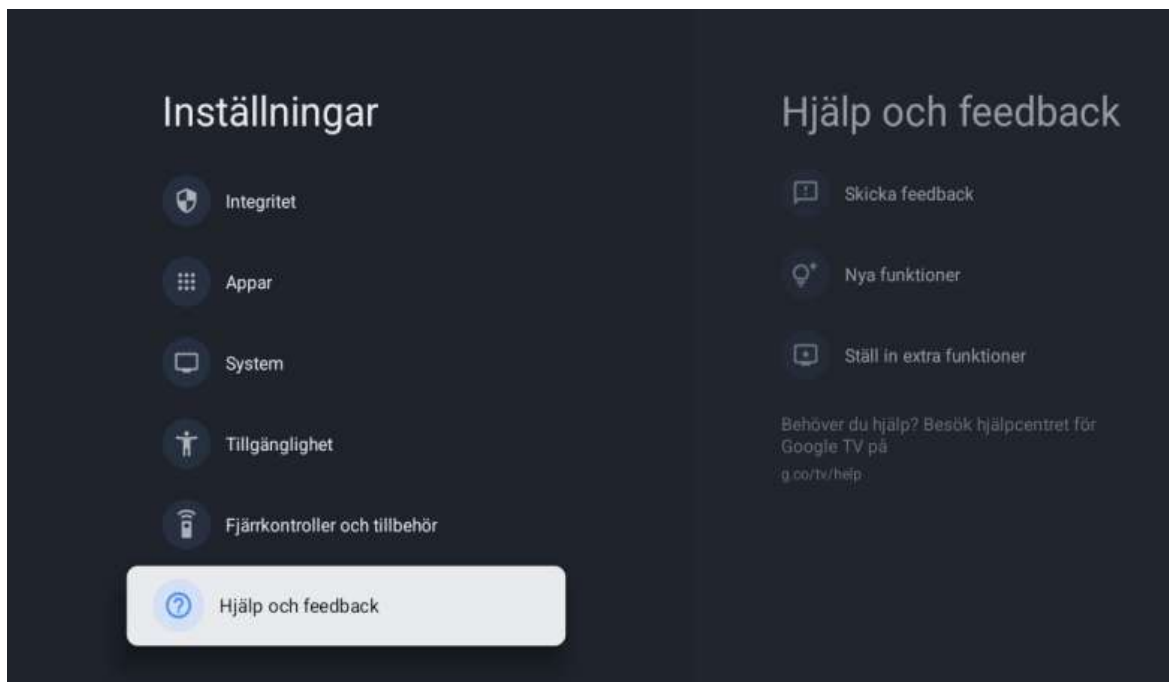 Inställningar
Integritet
Appar
System
Tillgänglighet
Fjärrkontroller och tillbehör
Hjälp och feedback
Hjälp och feedback
Skicka feedback
Nya funktioner
Ställ in extra funktioner
Behöver du hjälp? Besök hjälpcentret för
Google TV på
g.co/tv/help